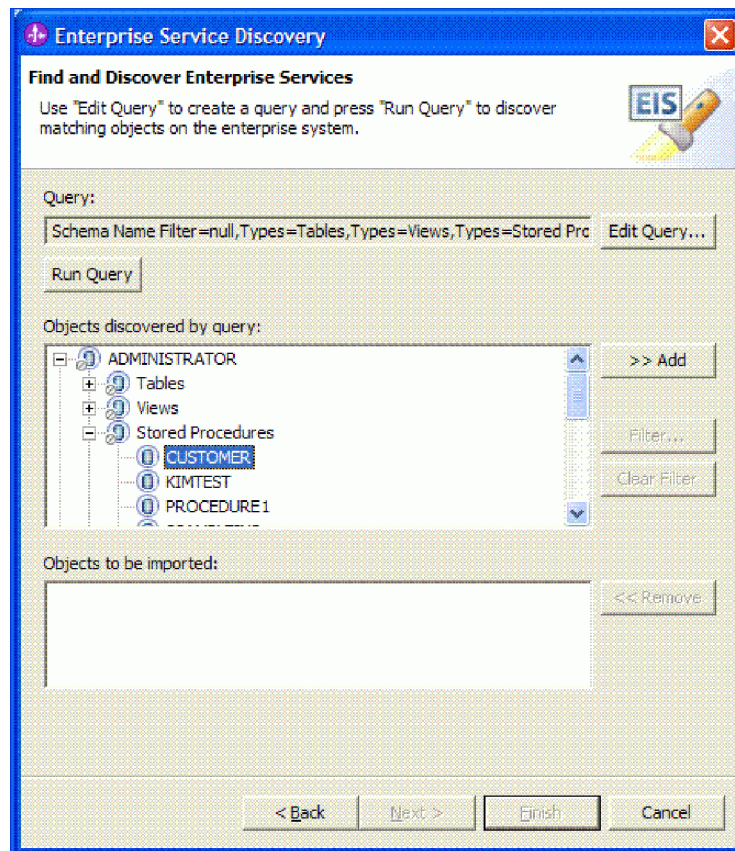 Enterprise Service Discovery
Find and Discover Enterprise Services
Use "Edit Query" to create a query and press "Run Query" to discover
matching objects on the enterprise system.
EIS
Query:
Schema Name Filter=null,Types=Tables,Types=Views,Types=Stored Pro
Edit Query...
Run Query
Objects discovered by query:
ADMINISTRATOR
>> Add
Tables
Views
Stored Procedures
Filter...
CUSTOMER
KIMTEST
Clear Filter
PROCEDURE1
Objects to be imported:
<< Remove
< Back
Next >
Finish
Cancel